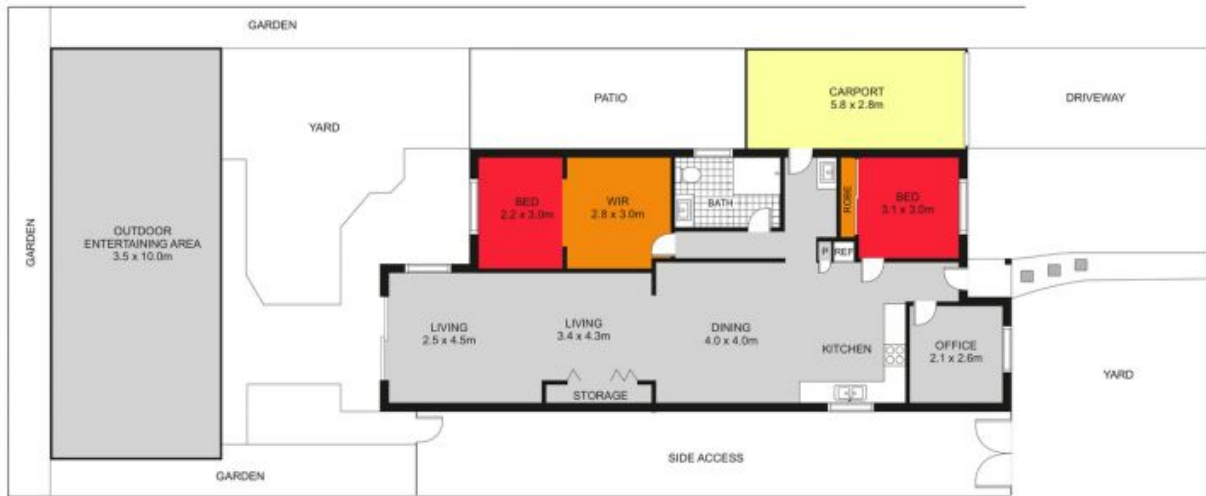 GARDEN
CARPORT
5.8 x 2.8m
PATIO
DRIVEWAY
YARD
BED
2.2 x 3.0m
WIR
2.8 x 3.0m
BATH
ROBE
BED
3.1 x 3.0m
GARDEN
OUTDOOR
ENTERTAINING AREA
3.5 x 10.0m
P
REF
LIVING
2.5 x 4.5m
LIVING
3.4 x 4.3m
DINING
4.0 x 4.0m
KITCHEN
OFFICE
2.1 x 2.6m
YARD
STORAGE
SIDE ACCESS
GARDEN